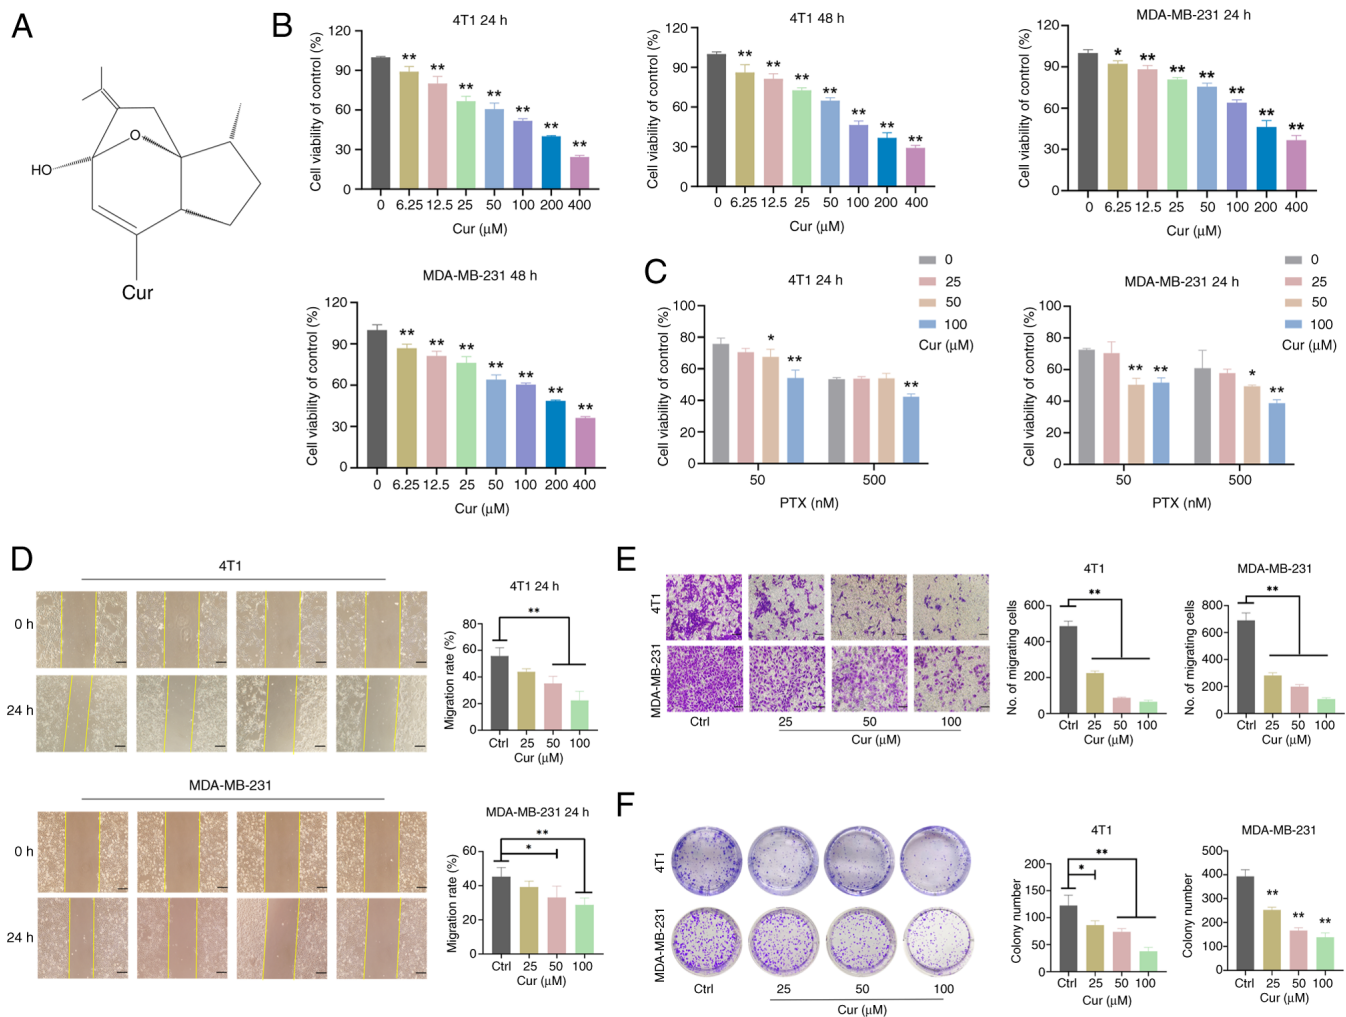 A
HO
O
Cur
B
4T1 24 h
Cell viability of control (%)
120
90
60
30
0
** ** ** ** ** ** **
0 6.25 12.5 25 50 100 200 400
Cur (μM)
4T1 48 h
Cell viability of control (%)
120
90
60
30
0
** ** ** ** ** ** **
0 6.25 12.5 25 50 100 200 400
Cur (μM)
MDA-MB-231 24 h
Cell viability of control (%)
120
90
60
30
0
* ** ** ** ** ** **
0 6.25 12.5 25 50 100 200 400
Cur (μM)
MDA-MB-231 48 h
Cell viability of control (%)
120
90
60
30
0
** ** ** ** ** ** **
0 6.25 12.5 25 50 100 200 400
Cur (μM)
C
4T1 24 h
Cell viability of control (%)
100
80
60
40
20
0
* ** **
50 500
PTX (nM)
0
25
50
100
Cur (μM)
MDA-MB-231 24 h
Cell viability of control (%)
100
80
60
40
20
0
** ** * **
50 500
PTX (nM)
0
25
50
100
Cur (μM)
D
4T1
0 h
24 h
4T1 24 h
Migration rate (%)
80
60
40
20
0
**
Ctrl 25 50 100
Cur (μM)
MDA-MB-231
0 h
24 h
MDA-MB-231 24 h
Migration rate (%)
60
40
20
0
**
*
Ctrl 25 50 100
Cur (μM)
E
4T1
MDA-MB-231
Ctrl 25 50 100
Cur (μM)
4T1
No. of migrating cells
600
400
200
0
**
Ctrl 25 50 100
Cur (μM)
MDA-MB-231
No. of migrating cells
800
600
400
200
0
**
Ctrl 25 50 100
Cur (μM)
F
4T1
MDA-MB-231
Ctrl 25 50 100
Cur (μM)
4T1
Colony number
200
150
100
50
0
**
*
Ctrl 25 50 100
Cur (μM)
MDA-MB-231
Colony number
500
400
300
200
100
0
** ** **
Ctrl 25 50 100
Cur (μM)